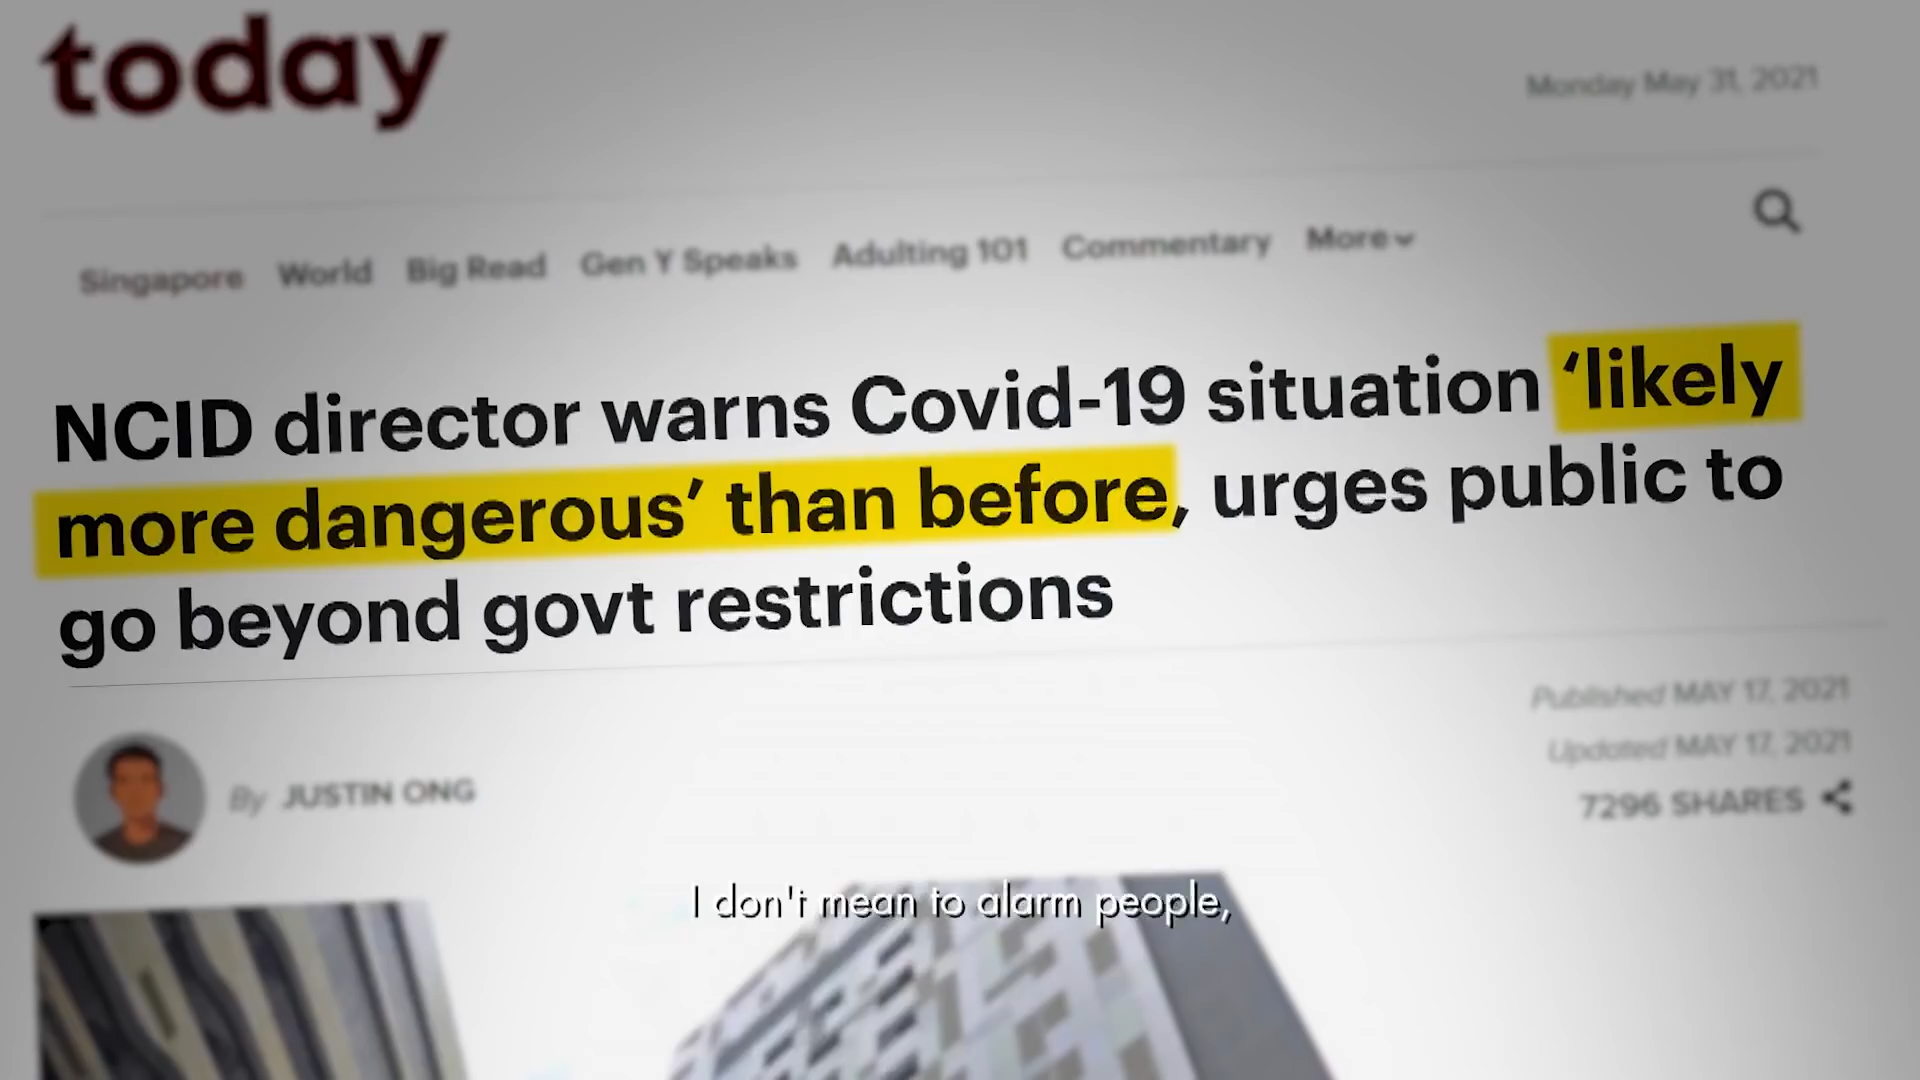 today
Monday May 31, 2021
Singapore World Big Read Gen Y Speaks Adulting 101 Commentary More
NCID director warns Covid-19 situation ‘likely
more dangerous’ than before, urges public to
go beyond govt restrictions
By JUSTIN ONG
Published MAY 17, 2021
Updated MAY 17, 2021
7296 SHARES
I don't mean to alarm people,